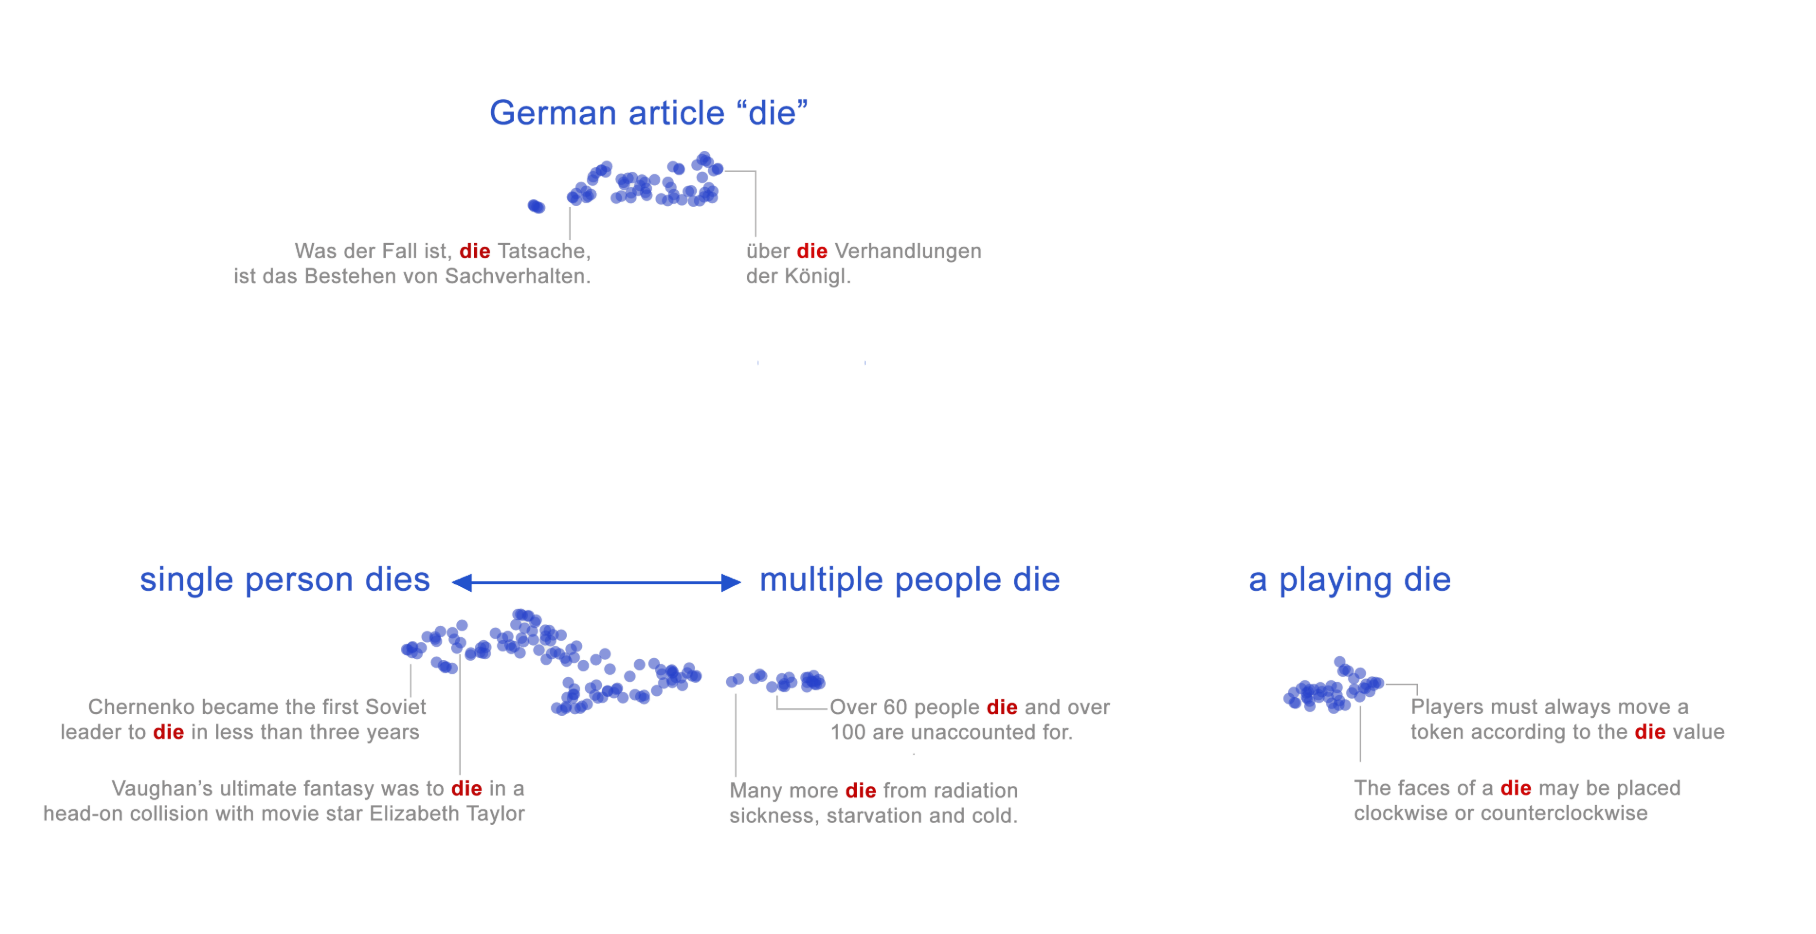 German article “die”
Was der Fall ist, die Tatsache,
ist das Bestehen von Sachverhalten.
über die Verhandlungen
der Königl.
single person dies
multiple people die
a playing die
Chernenko became the first Soviet
leader to die in less than three years
Vaughan’s ultimate fantasy was to die in a
head-on collision with movie star Elizabeth Taylor
Over 60 people die and over
100 are unaccounted for.
Many more die from radiation
sickness, starvation and cold.
Players must always move a
token according to the die value
The faces of a die may be placed
clockwise or counterclockwise